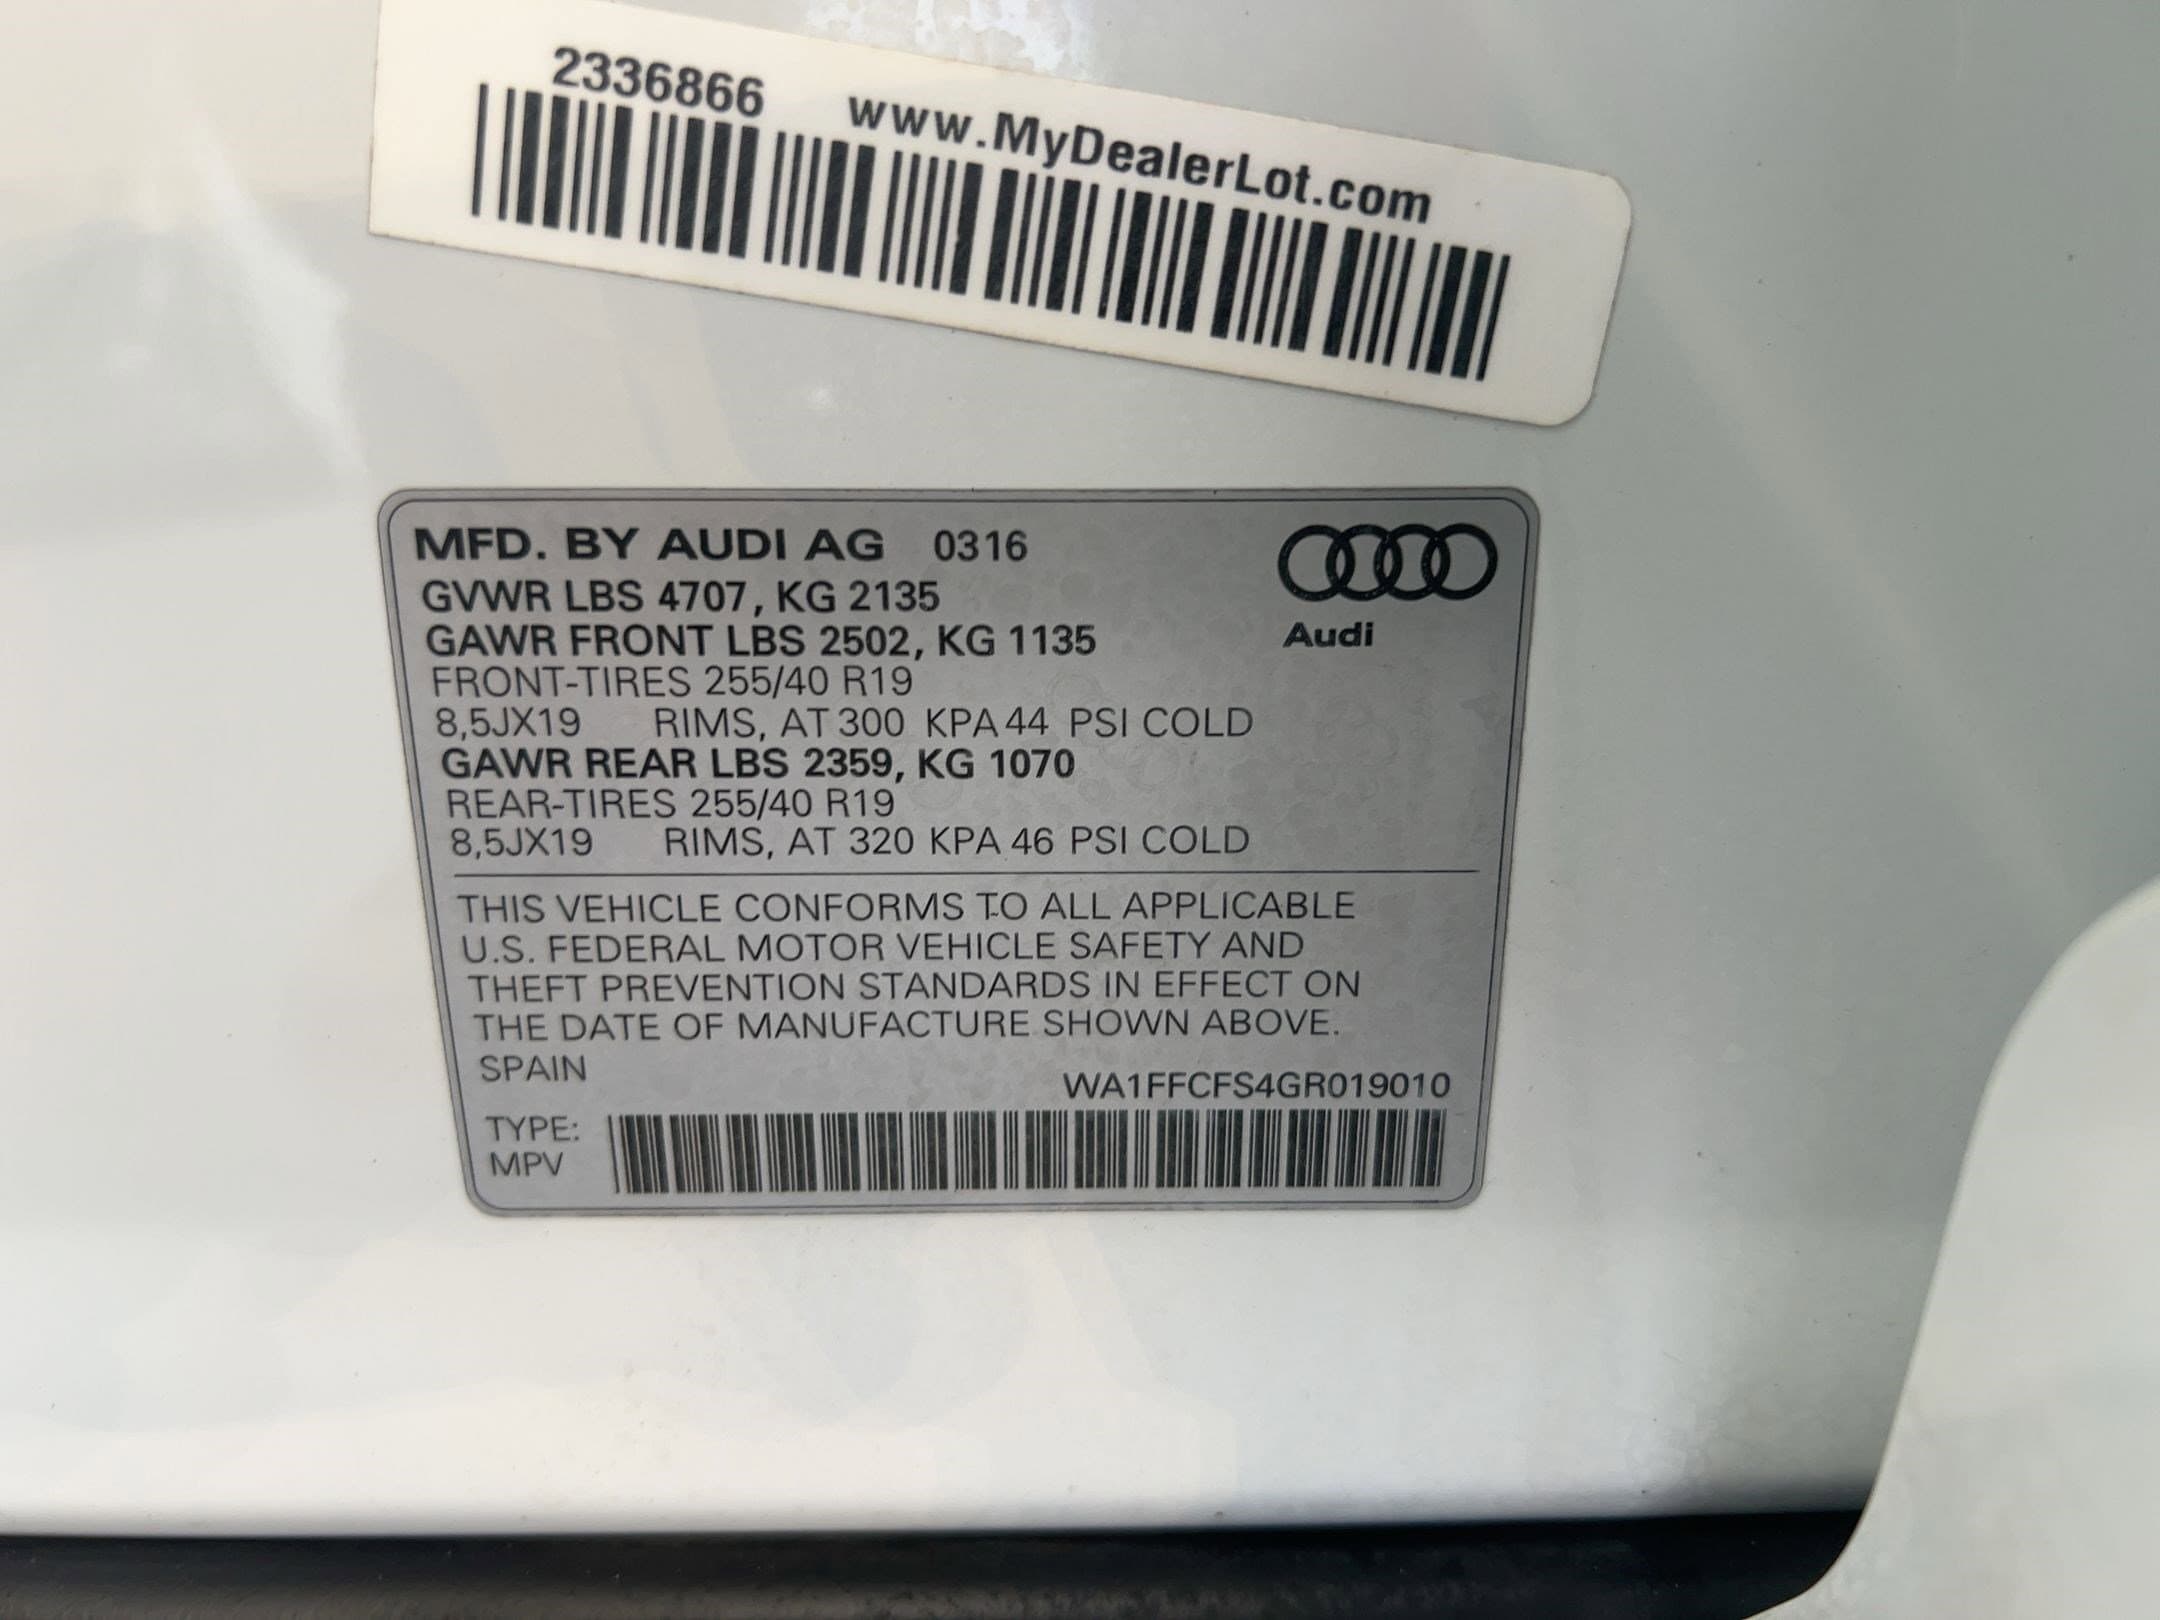 2336866 www.MyDealerLot.com
MFD. BY AUDI AG 0316
GVWR LBS 4707, KG 2135
GAWR FRONT LBS 2502, KG 1135
Audi
FRONT-TIRES 255/40 R19
8,5JX19 RIMS, AT 300 KPA 44 PSI COLD
GAWR REAR LBS 2359, KG 1070
REAR-TIRES 255/40 R19
8,5JX19 RIMS, AT 320 KPA 46 PSI COLD
THIS VEHICLE CONFORMS TO ALL APPLICABLE
U.S. FEDERAL MOTOR VEHICLE SAFETY AND
THEFT PREVENTION STANDARDS IN EFFECT ON
THE DATE OF MANUFACTURE SHOWN ABOVE.
SPAIN
WA1FFCFS4GR019010
TYPE:
MPV